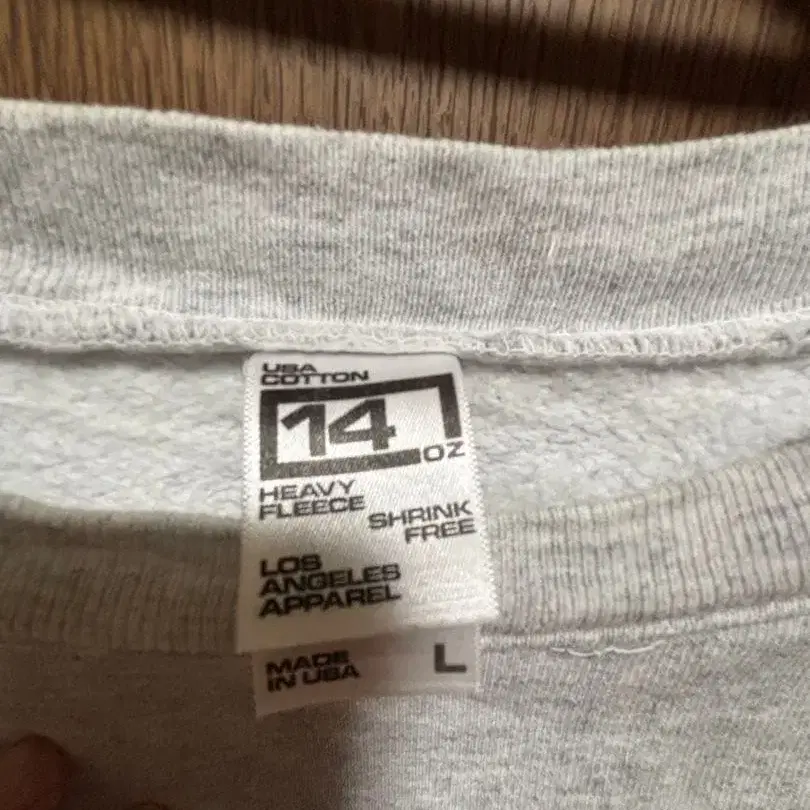 USA
COTTON
14
OZ
HEAVY
FLEECE
SHRINK
FREE
LOS
ANGELES
APPAREL
MADE
IN USA
L